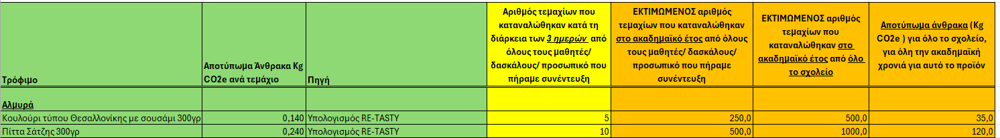 Τρόφιμο
Αποτύπωμα Άνθρακα Kg
CO2e ανά τεμάχιο
Πηγή
Αριθμός τεμαχίων που
καταναλώθηκαν κατά τη
διάρκεια των 3 ημερών από
όλους τους μαθητές/
δασκάλους/ προσωπικό που
πήραμε συνέντευξη
ΕΚΤΙΜΩΜΕΝΟΣ αριθμός
τεμαχίων που καταναλώθηκαν
στο ακαδημαϊκό έτος από όλους
τους μαθητές/ δασκάλους/
προσωπικό που πήραμε
συνέντευξη
ΕΚΤΙΜΩΜΕΝΟΣ αριθμός
τεμαχίων που
καταναλώθηκαν στο
ακαδημαϊκό έτος από όλο
το σχολείο
Αποτύπωμα άνθρακα (Kg
CO2e ) για όλο το σχολείο,
για όλη την ακαδημαϊκή
χρονιά για αυτό το προϊόν
Αλμυρά
Κουλούρι τύπου Θεσαλλονίκης με σουσάμι 300γρ 0,140 Υπολογισμός RE-TASTY 5 250,0 500,0 35,0
Πίττα Σάτζης 300γρ 0,240 Υπολογισμός RE-TASTY 10 500,0 1000,0 120,0